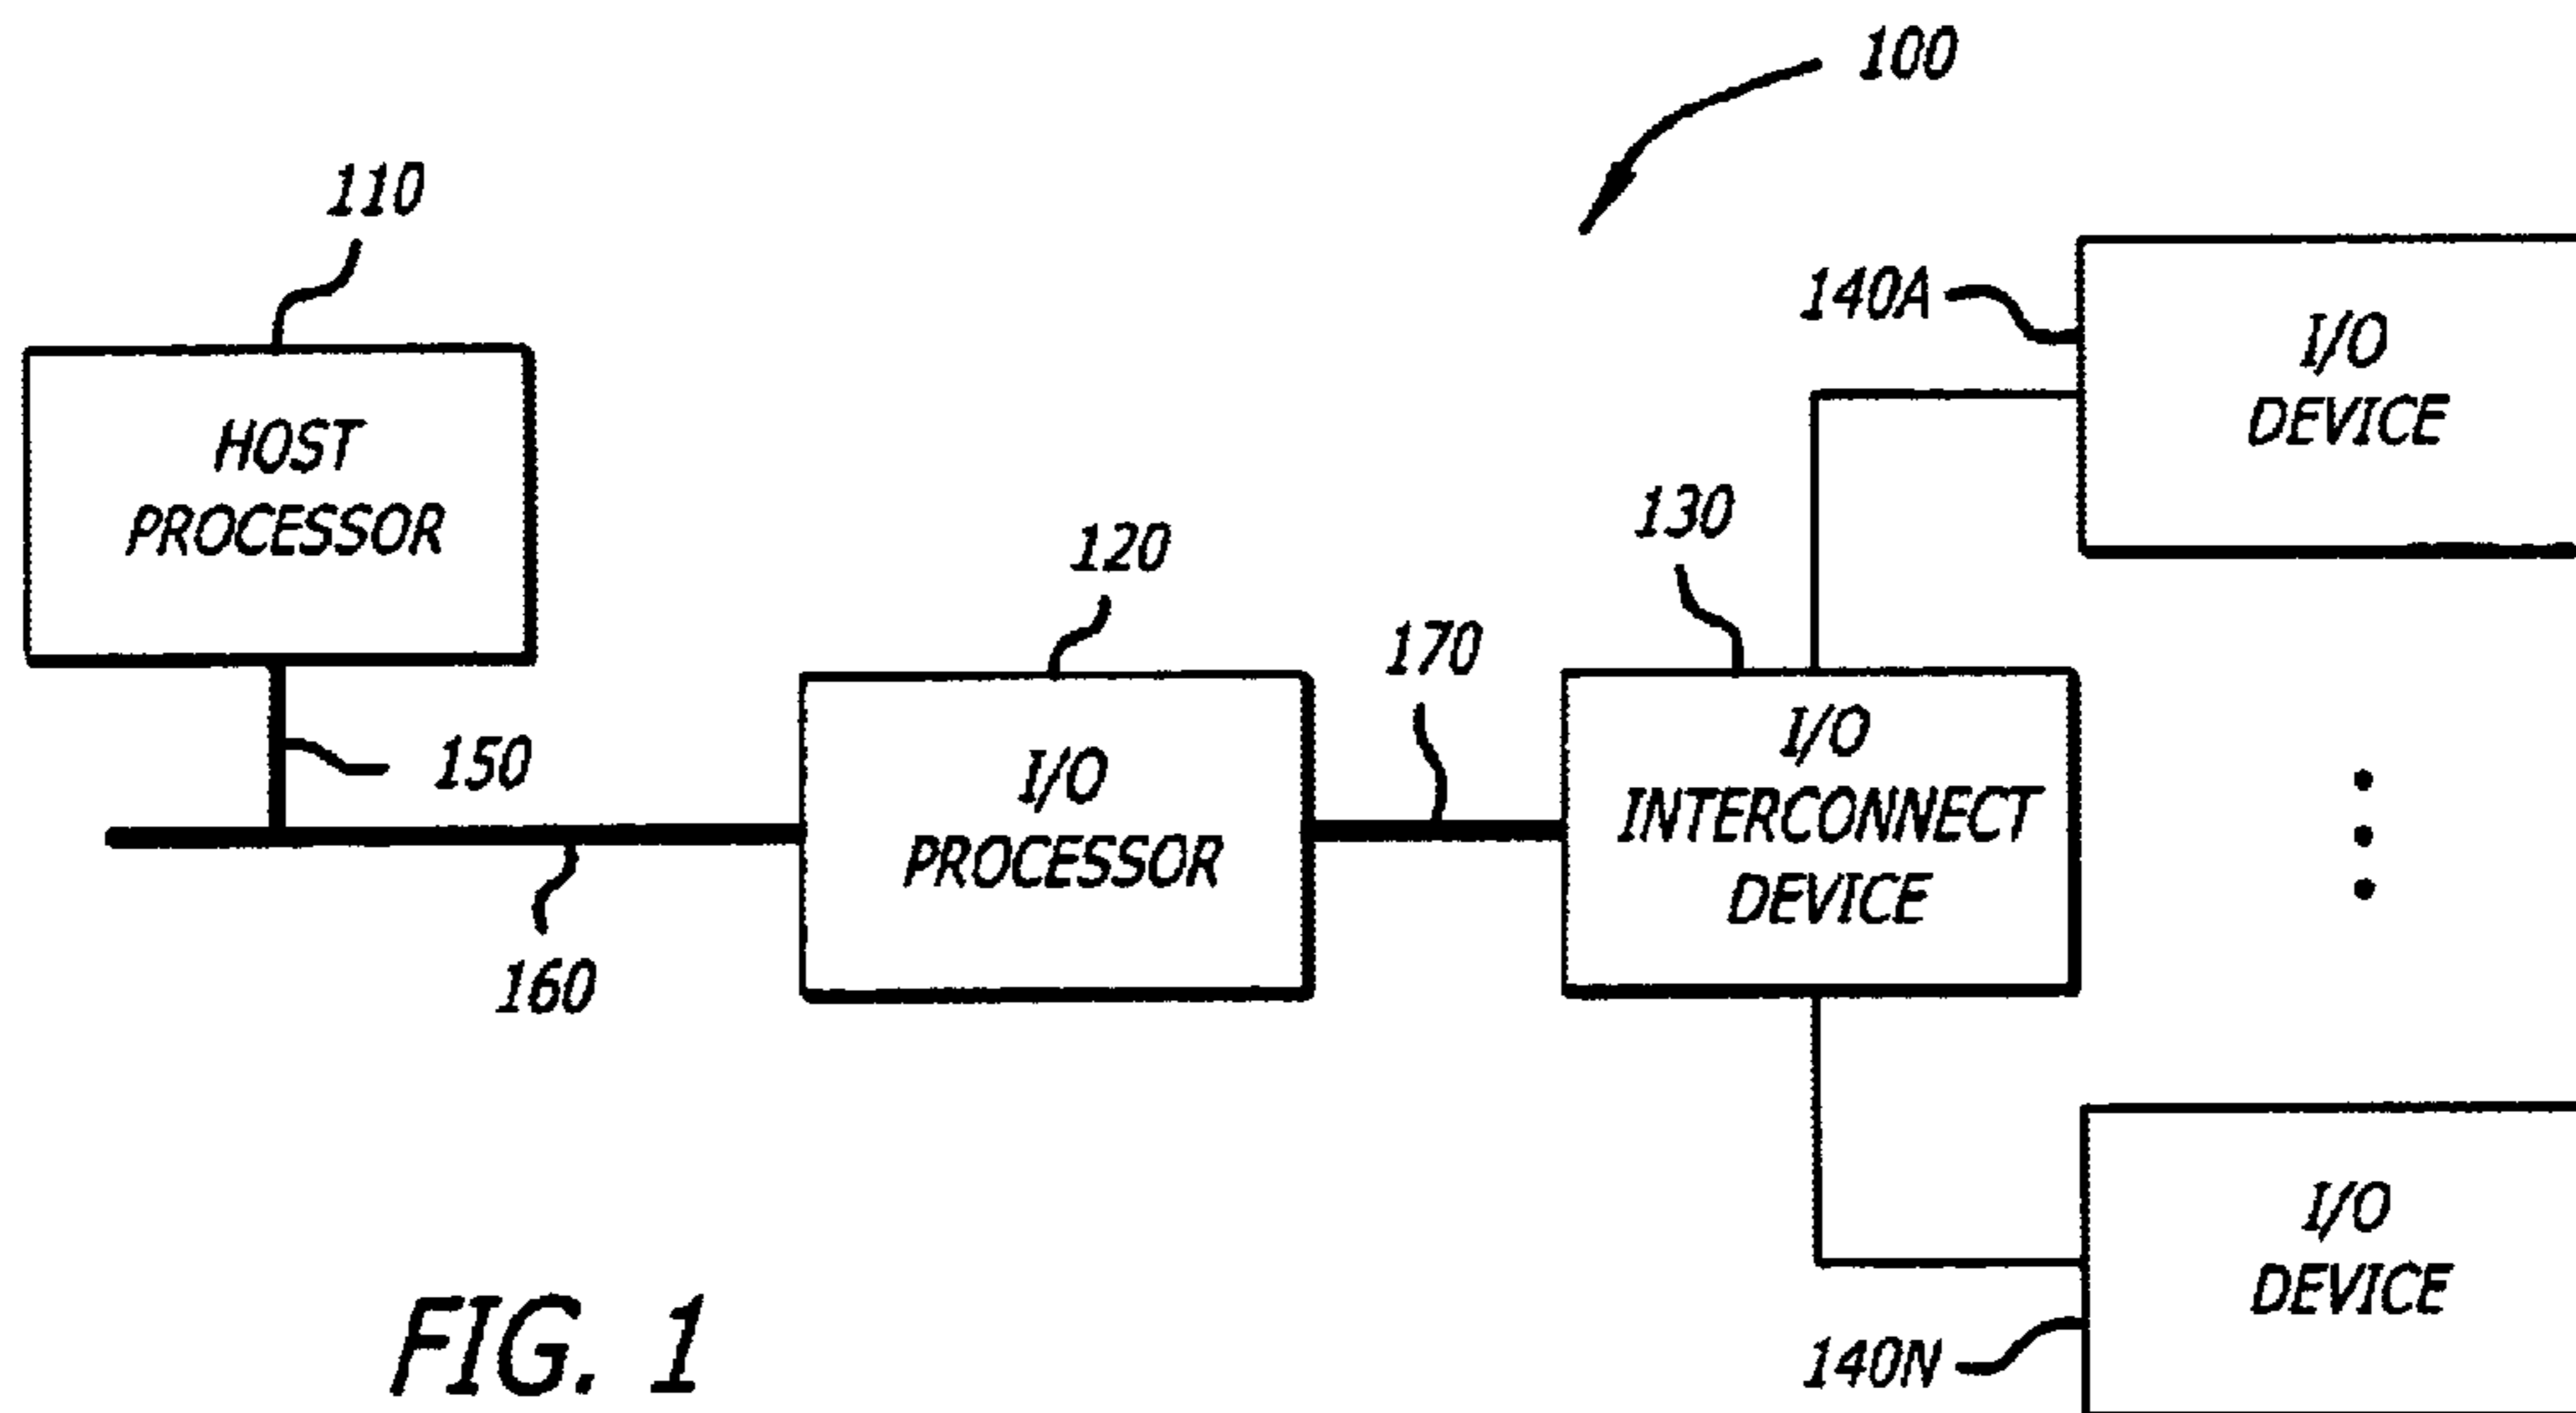 100
110
HOST
PROCESSOR
140A
I/O
DEVICE
130
120
170
150
I/O
PROCESSOR
I/O
INTERCONNECT
DEVICE
160
I/O
DEVICE
140N
FIG. 1